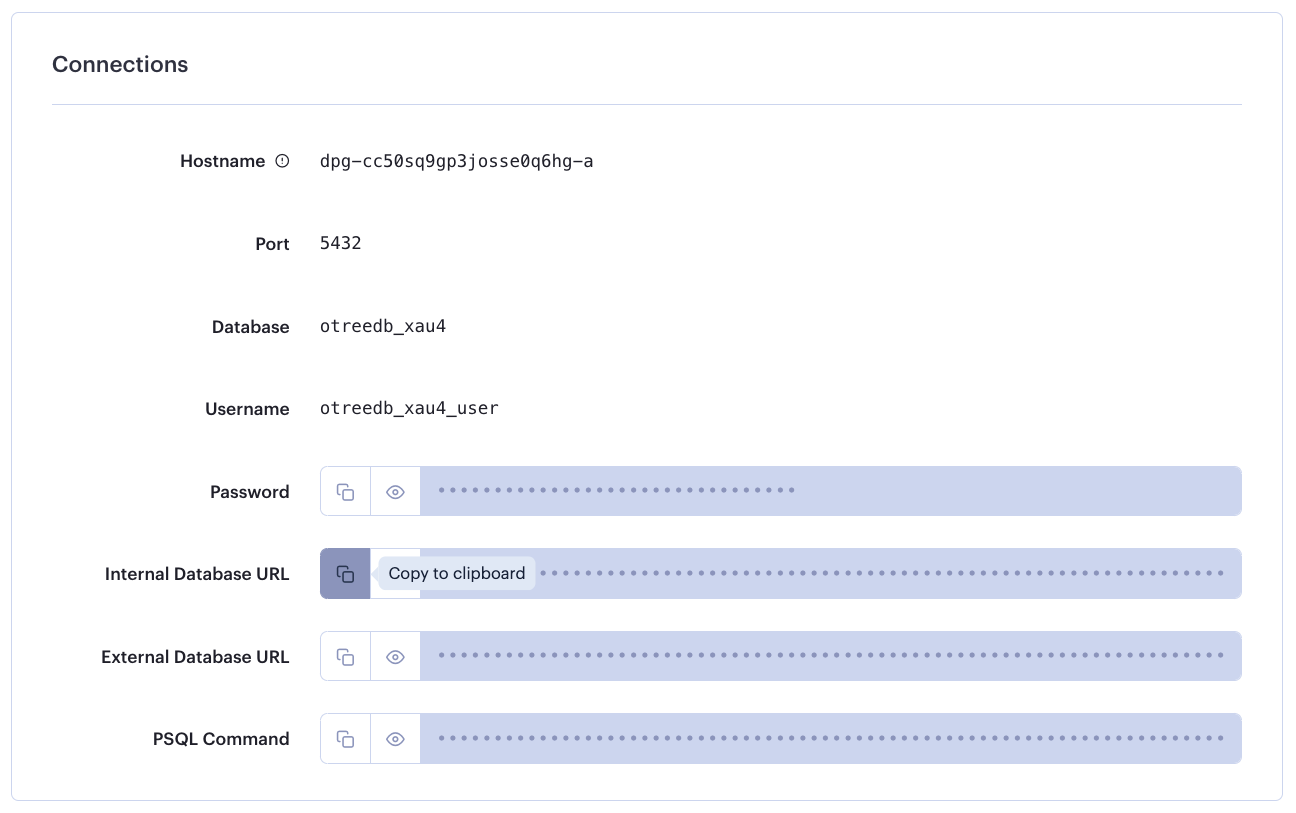 Connections
Hostname
dpg-cc50sq9gp3josse0q6hg-a
Port
5432
Database
otreedb_xau4
Username
otreedb_xau4_user
Password
Internal Database URL
Copy to clipboard
External Database URL
PSQL Command